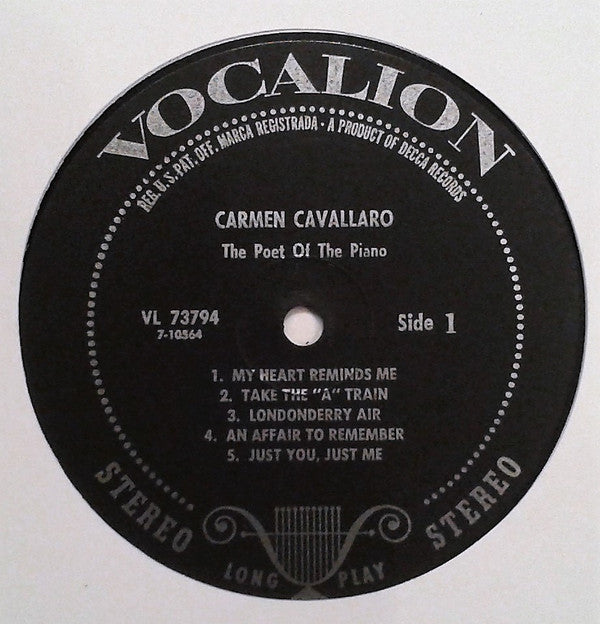 VOCALION
REG. U.S. PAT. OFF. MARCA REGISTRADA • A PRODUCT OF DECCA RECORDS
CARMEN CAVALLARO
The Poet Of The Piano
VL 73794 Side 1
7-10564
1. MY HEART REMINDS ME
2. TAKE THE "A" TRAIN
3. LONDONDERRY AIR
4. AN AFFAIR TO REMEMBER
5. JUST YOU, JUST ME
STEREO STEREO
LONG PLAY